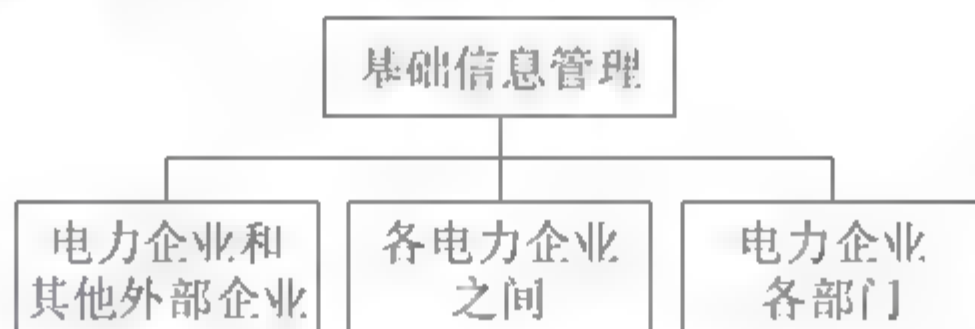 基础信息管理
电力企业和
其他外部企业
各电力企业
之间
电力企业
各部门